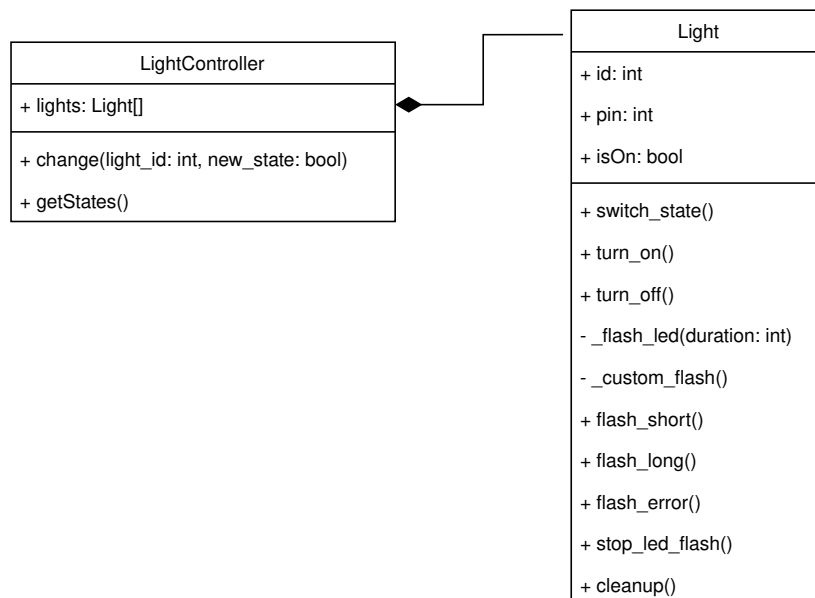 LightController
+ lights: Light[]
+ change(light_id: int, new_state: bool)
+ getStates()
Light
+ id: int
+ pin: int
+ isOn: bool
+ switch_state()
+ turn_on()
+ turn_off()
- _flash_led(duration: int)
- _custom_flash()
+ flash_short()
+ flash_long()
+ flash_error()
+ stop_led_flash()
+ cleanup()